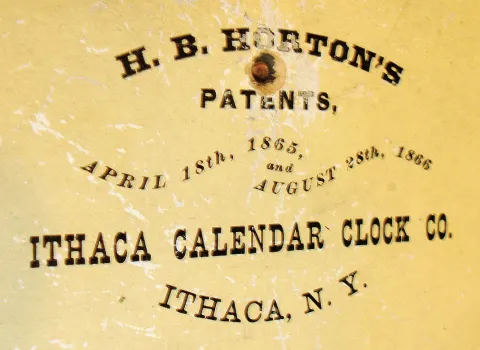 H. B. HORTON'S
PATENTS,
APRIL 18th, 1865,
and
AUGUST 28th, 1866
ITHACA CALENDAR CLOCK CO.
ITHACA, N. Y.